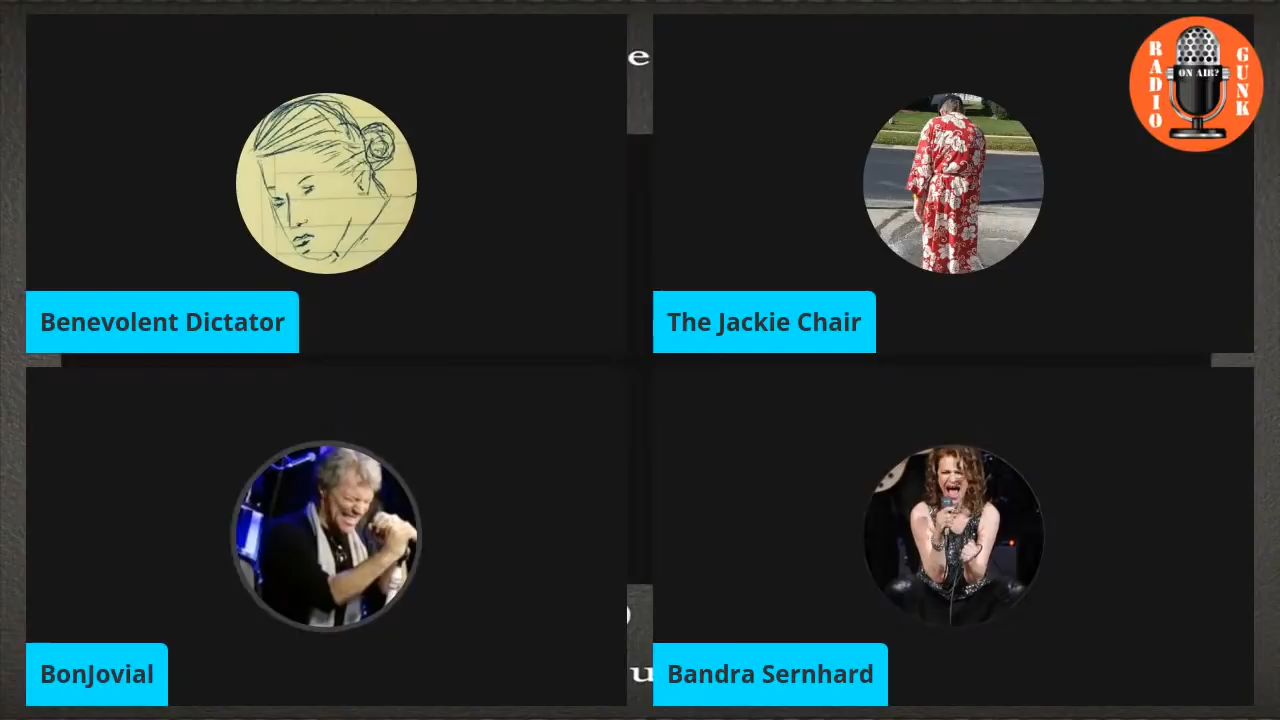 e
RADIO
ON AIR?
GUNK
Benevolent Dictator
The Jackie Chair
BonJovial
u
Bandra Sernhard